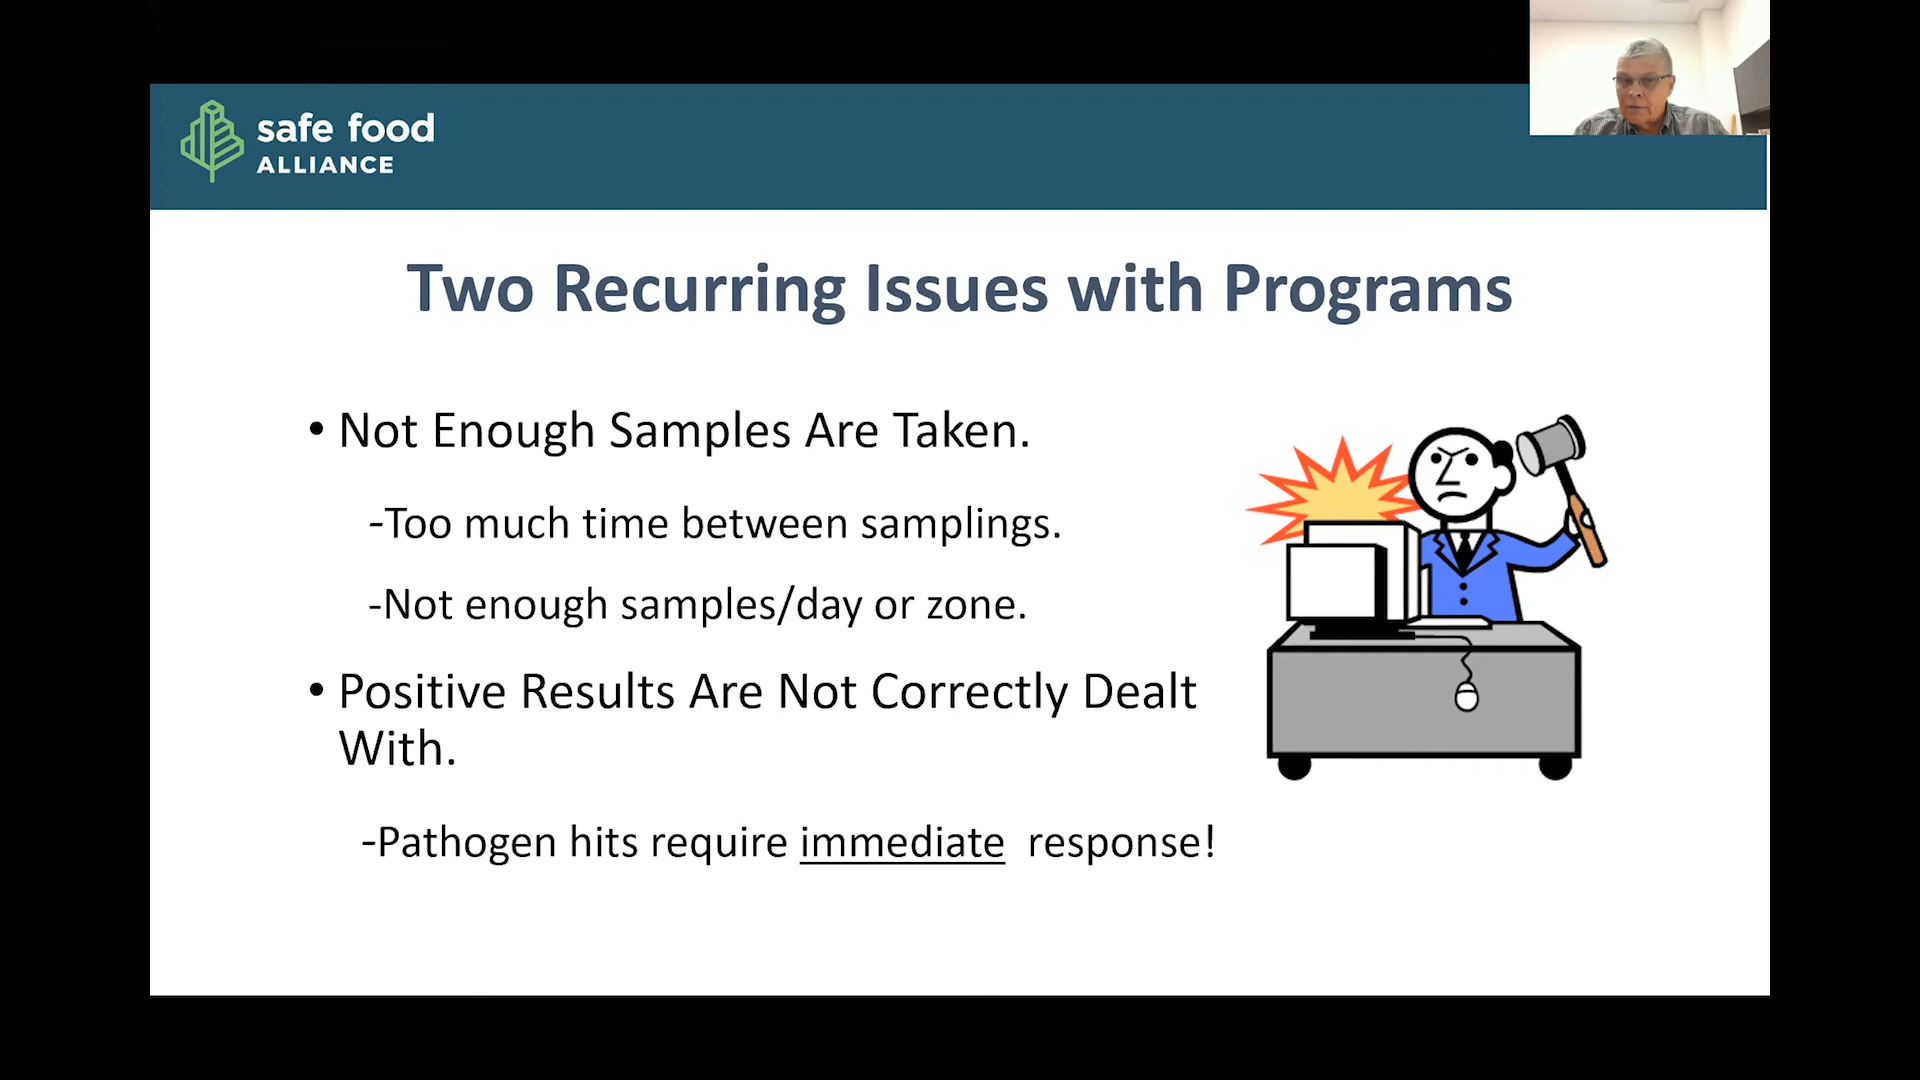 safe food
ALLIANCE
Two Recurring Issues with Programs
• Not Enough Samples Are Taken.
-Too much time between samplings.
-Not enough samples/day or zone.
• Positive Results Are Not Correctly Dealt
With.
-Pathogen hits require immediate response!